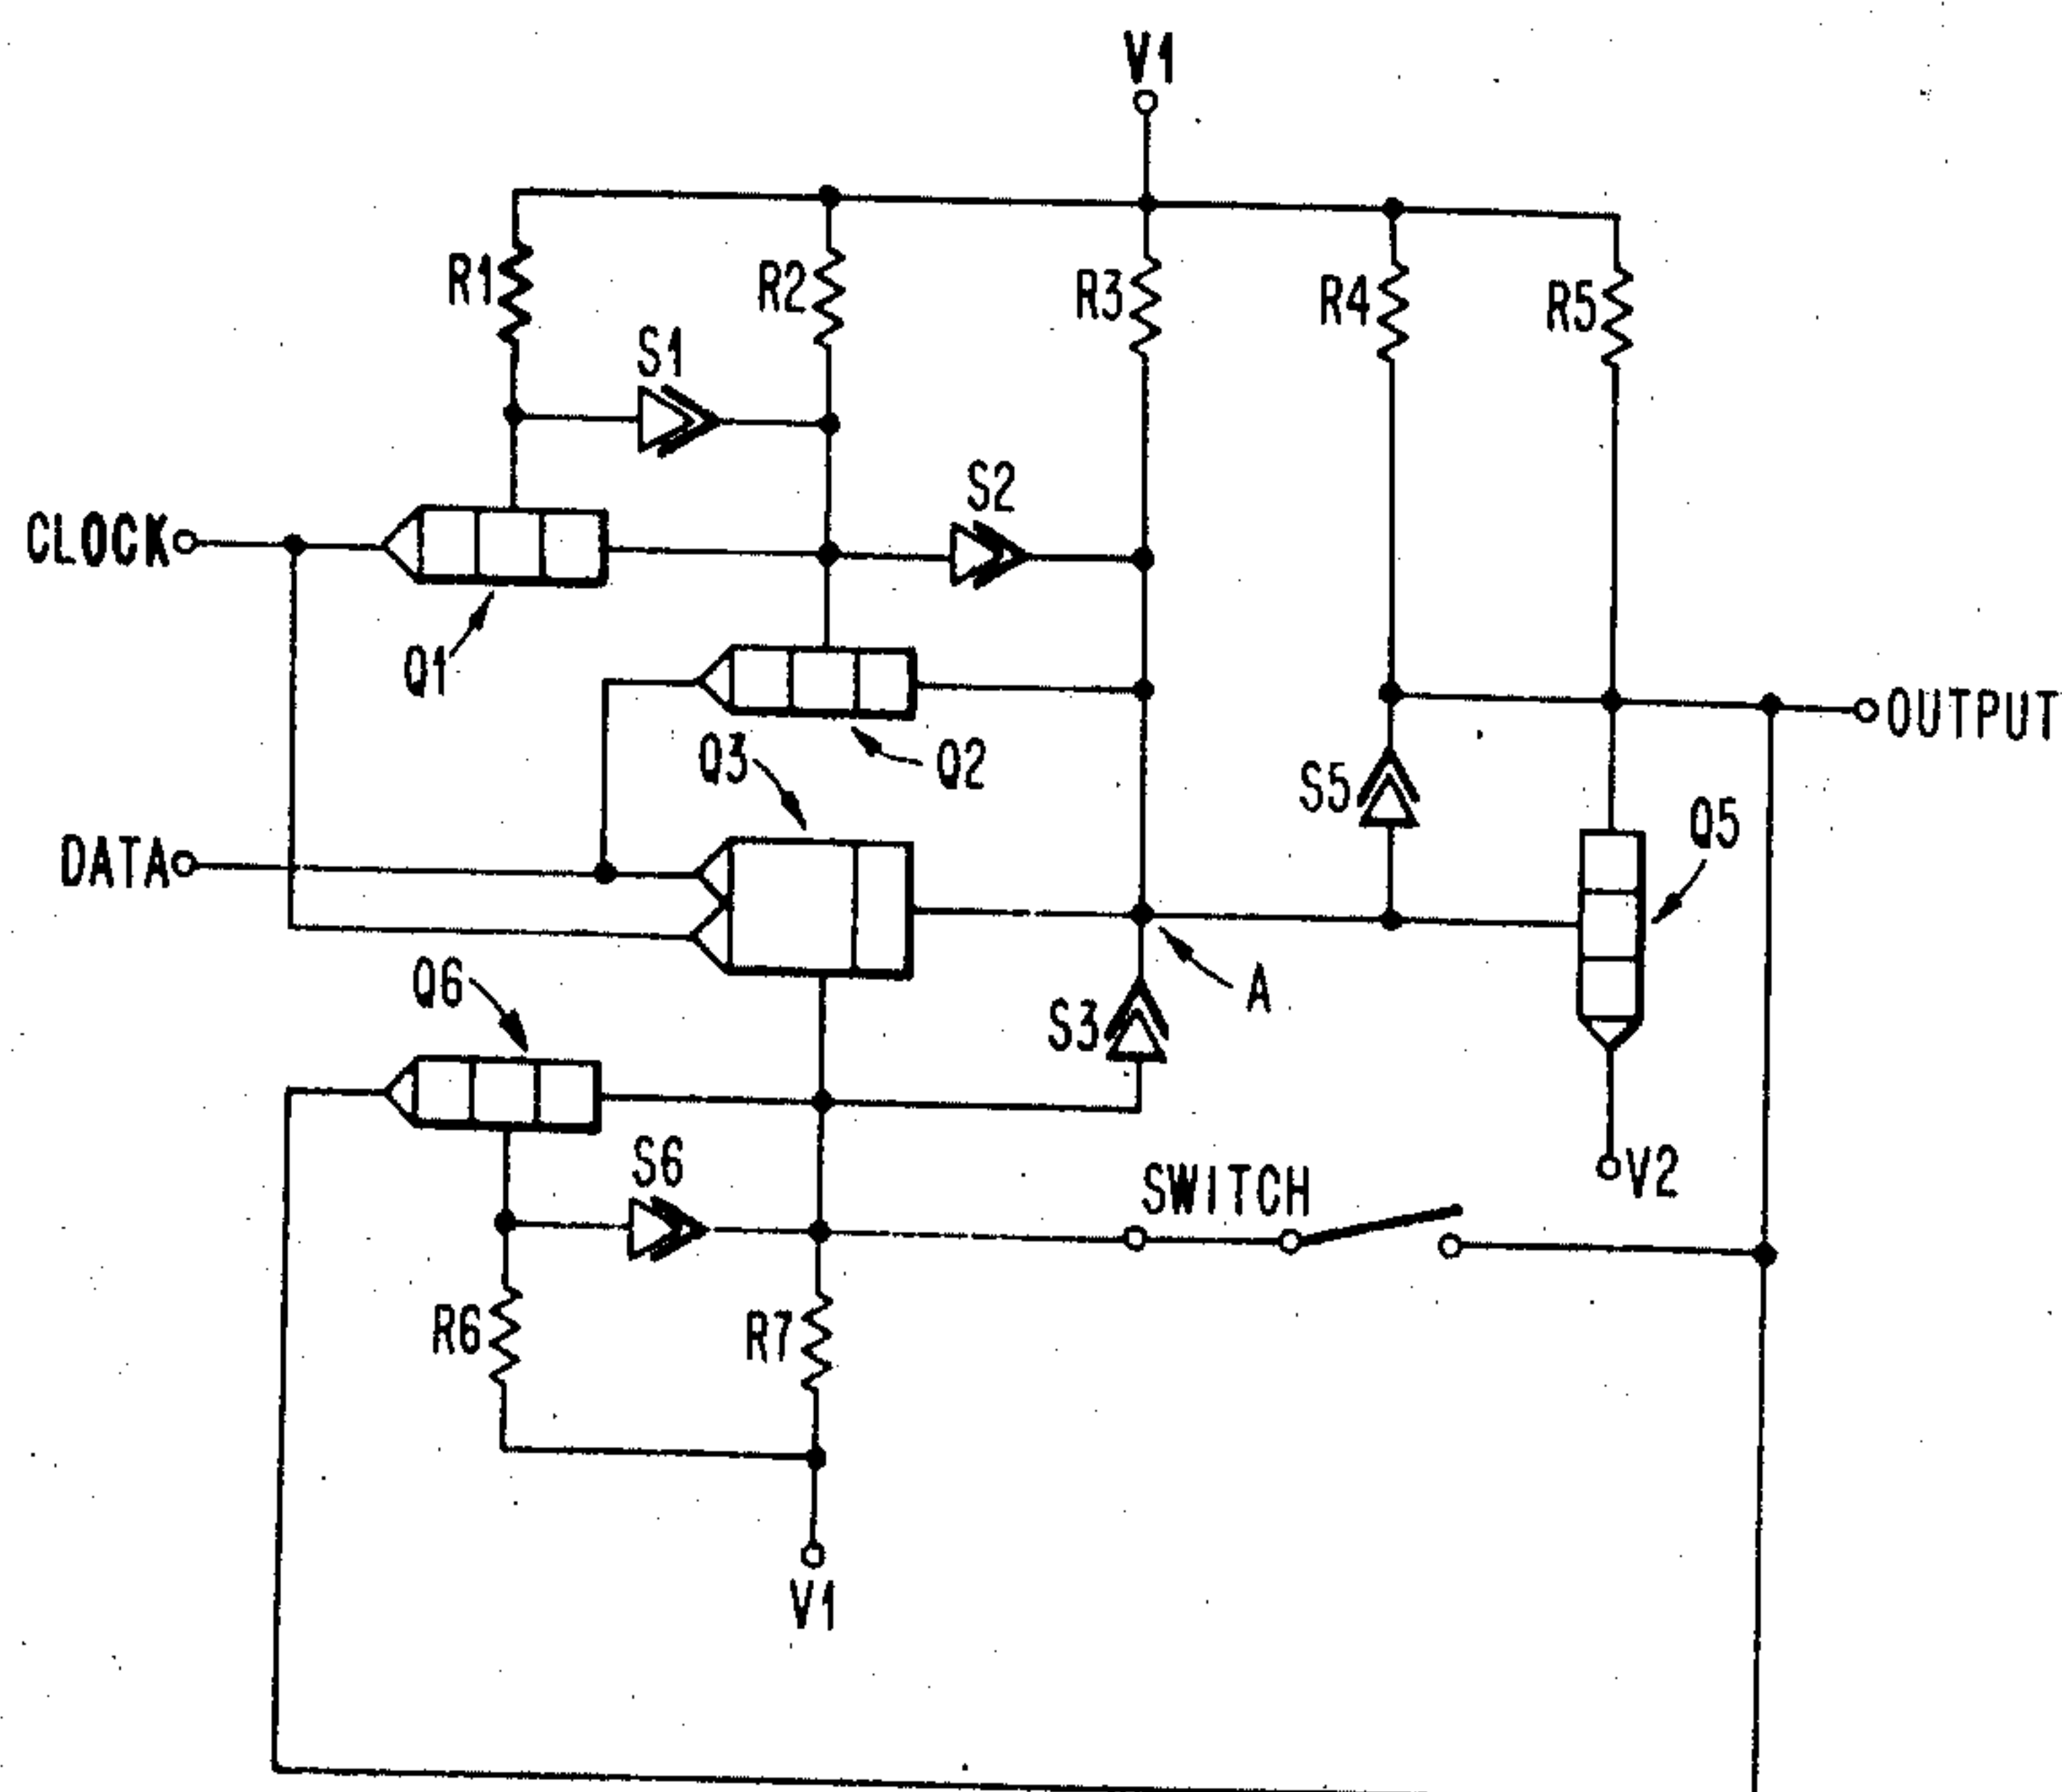 V1
R1
R2
R3
R4
R5
S1
S2
CLOCK
Q1
Q2
Q3
OUTPUT
S5
Q5
DATA
Q6
S3
A
S6
SWITCH
V2
R6
R7
V1